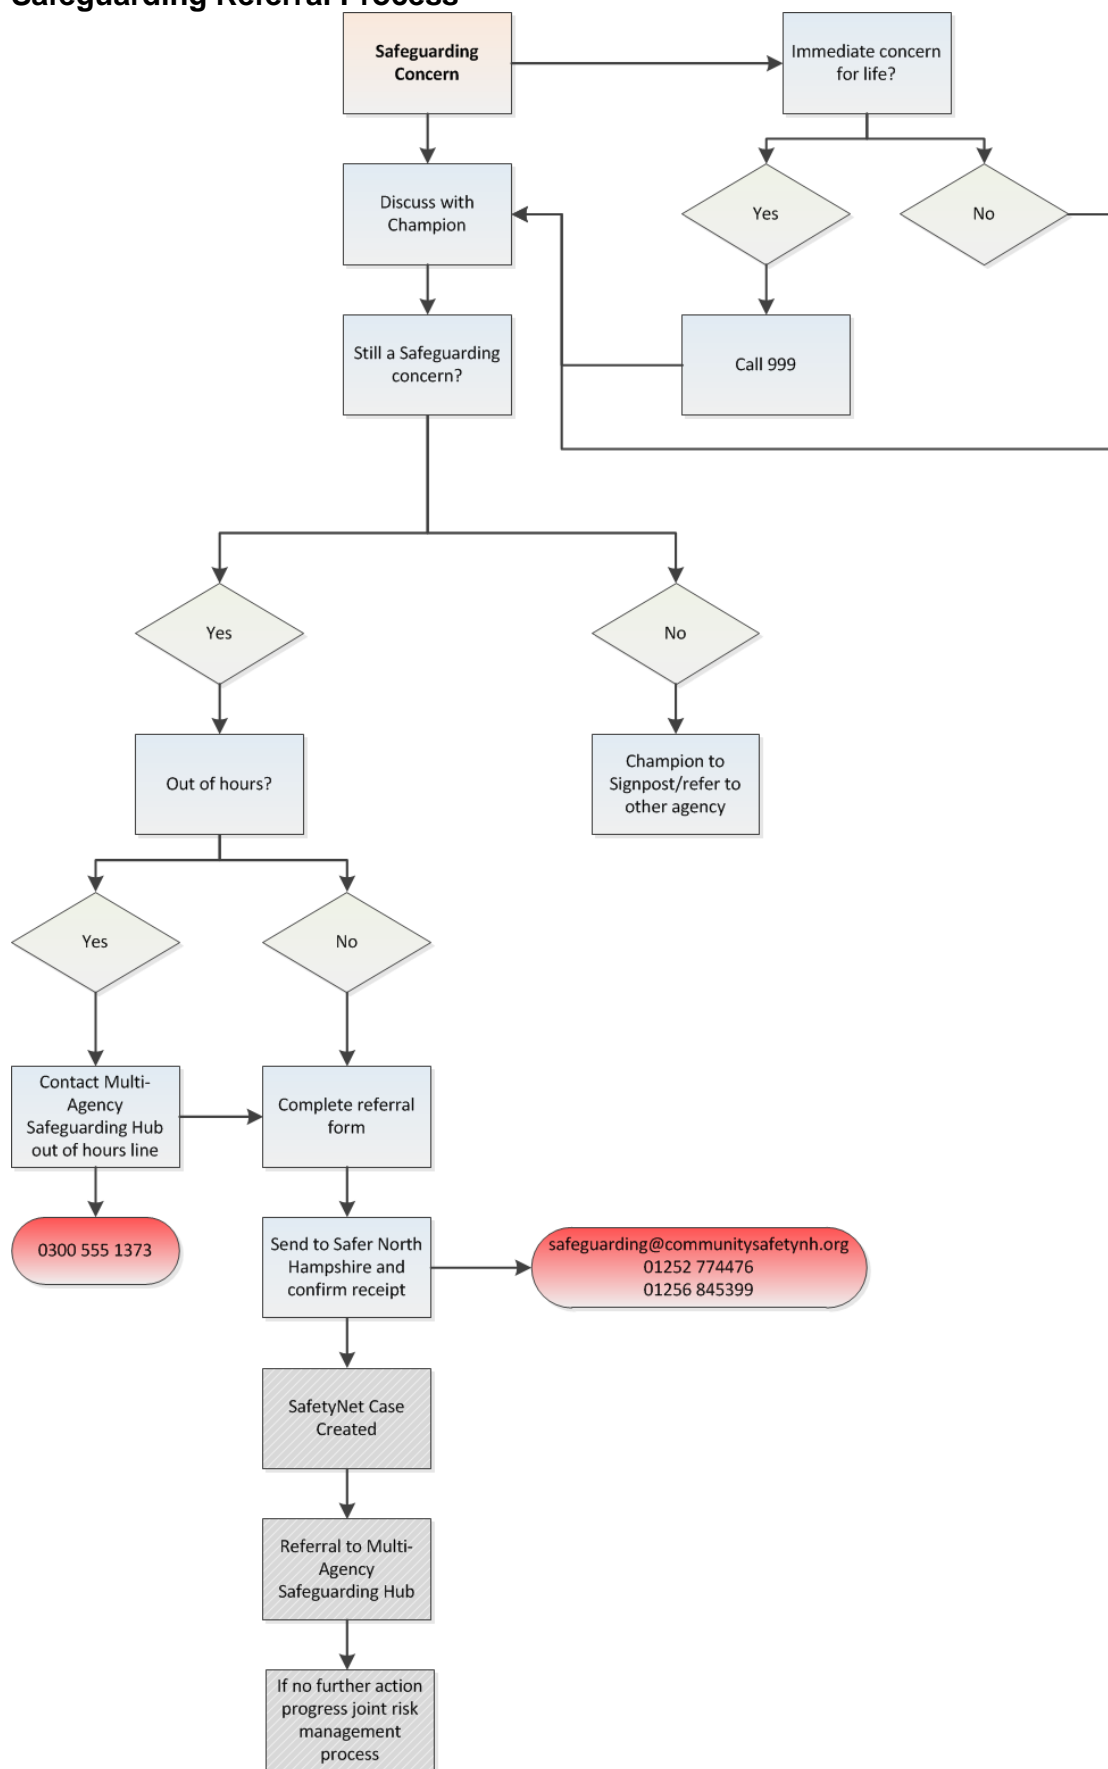 Safeguarding Referral Process
Safeguarding
Concern
Immediate concern
for life?
Discuss with
Champion
Yes
No
Still a Safeguarding
concern?
Call 999
Yes
No
Out of hours?
Champion to
Signpost/refer to
other agency
Yes
No
Contact Multi-
Agency
Safeguarding Hub
out of hours line
Complete referral
form
0300 555 1373
Send to Safer North
Hampshire and
confirm receipt
safeguarding@communitysafetynh.org
01252 774476
01256 845399
SafetyNet Case
Created
Referral to Multi-
Agency
Safeguarding Hub
If no further action
progress joint risk
management
process